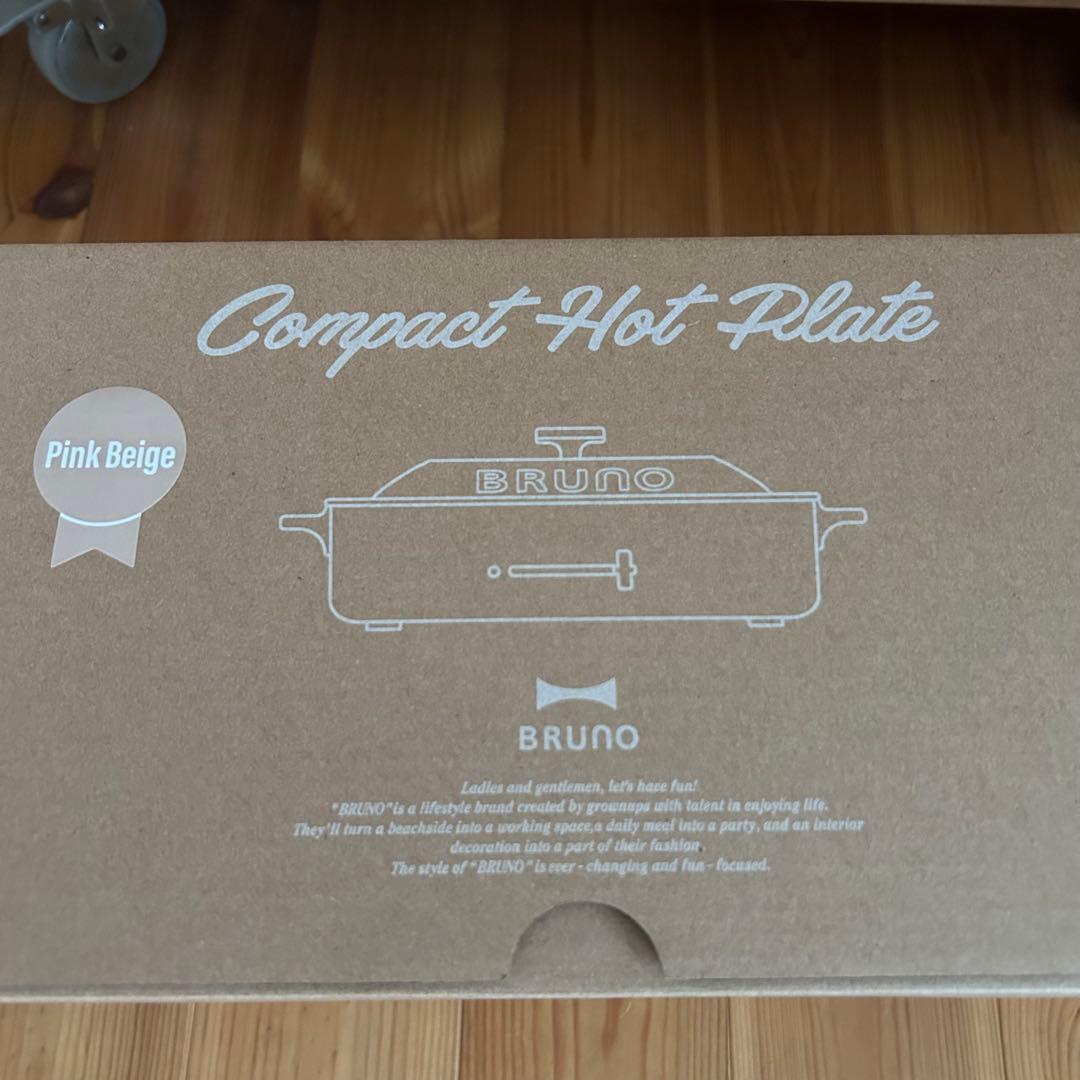 Compact Hot Plate
Pink Beige
BRUNO
BRUNO
Ladies and gentlemen, let's have fun!
"BRUNO" is a lifestyle brand created by grownups with talent in enjoying life.
They'll turn a beachside into a working space,a daily meal into a party, and an interior
decoration into a part of their fashion.
The style of "BRUNO" is ever - changing and fun - focused.